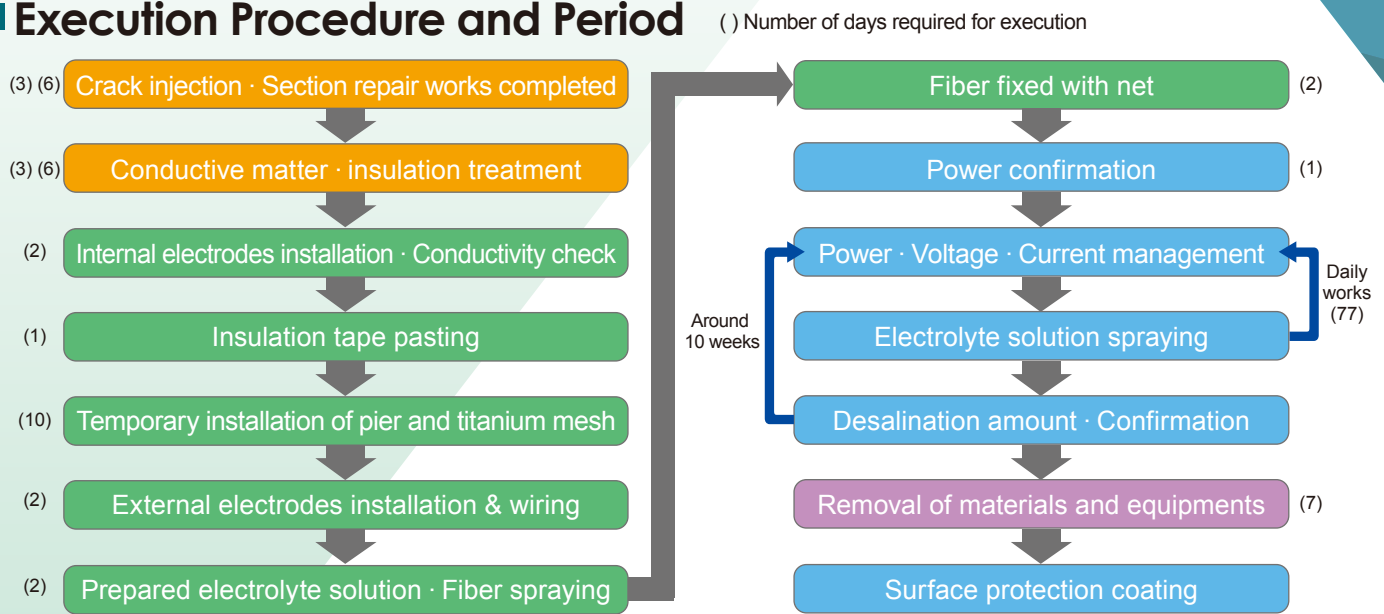 Execution Procedure and Period
( ) Number of days required for execution
(3) (6) Crack injection · Section repair works completed
(3) (6) Conductive matter · insulation treatment
(2) Internal electrodes installation · Conductivity check
(1) Insulation tape pasting
(10) Temporary installation of pier and titanium mesh
(2) External electrodes installation & wiring
(2) Prepared electrolyte solution · Fiber spraying
Fiber fixed with net (2)
Power confirmation (1)
Power · Voltage · Current management
Electrolyte solution spraying
Daily
works
(77)
Around
10 weeks
Desalination amount · Confirmation
Removal of materials and equipments (7)
Surface protection coating